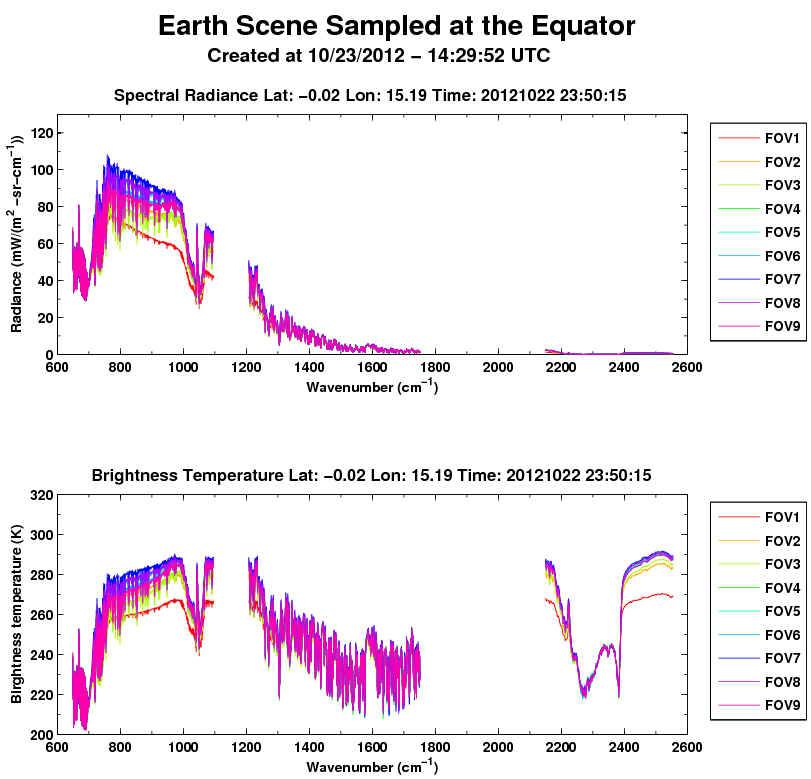 Earth Scene Sampled at the Equator
Created at 10/23/2012 − 14:29:52 UTC
Spectral Radiance Lat: −0.02 Lon: 15.19 Time: 20121022 23:50:15
Radiance (mW/(m² −sr−cm⁻¹))
120
100
80
60
40
20
0
600 800 1000 1200 1400 1600 1800 2000 2200 2400 2600
Wavenumber (cm⁻¹)
FOV1
FOV2
FOV3
FOV4
FOV5
FOV6
FOV7
FOV8
FOV9
Brightness Temperature Lat: −0.02 Lon: 15.19 Time: 20121022 23:50:15
Birghtness temperature (K)
320
300
280
260
240
220
200
600 800 1000 1200 1400 1600 1800 2000 2200 2400 2600
Wavenumber (cm⁻¹)
FOV1
FOV2
FOV3
FOV4
FOV5
FOV6
FOV7
FOV8
FOV9